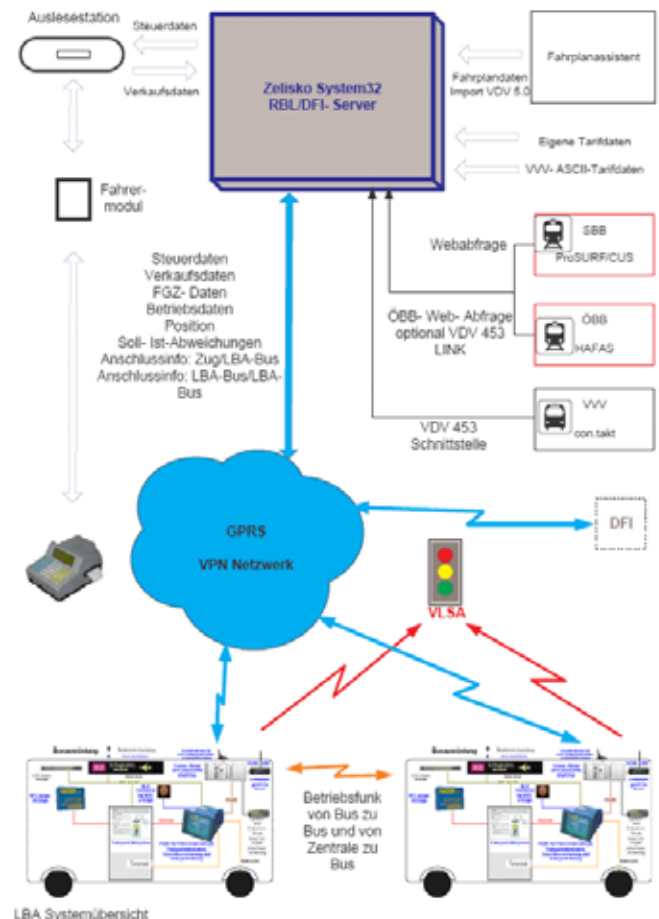 Auslesestation
Steuerdaten
Verkaufsdaten
Zelisko System32
RBL/DFI- Server
Fahrplanassistent
Fahrplandaten
Import VDV 5.0
Eigene Tarifdaten
VVV- ASCII-Tarifdaten
Fahrer-
modul
Webabfrage
SBB
ProSURF/CUS
Steuerdaten
Verkaufsdaten
FGZ- Daten
Betriebsdaten
Position
Soll- Ist-Abweichungen
Anschlussinfo: Zug/LBA-Bus
Anschlussinfo: LBA-Bus/LBA-
Bus
ÖBB- Web- Abfrage
optional VDV 453
LINK
ÖBB
HAFAS
VVV
con.takt
VDV 453
Schnittstelle
GPRS
VPN Netzwerk
DFI
VLSA
Busausrüstung
Betriebsfunk
von Bus zu
Bus und von
Zentrale zu
Bus
Busausrüstung
LBA Systemübersicht